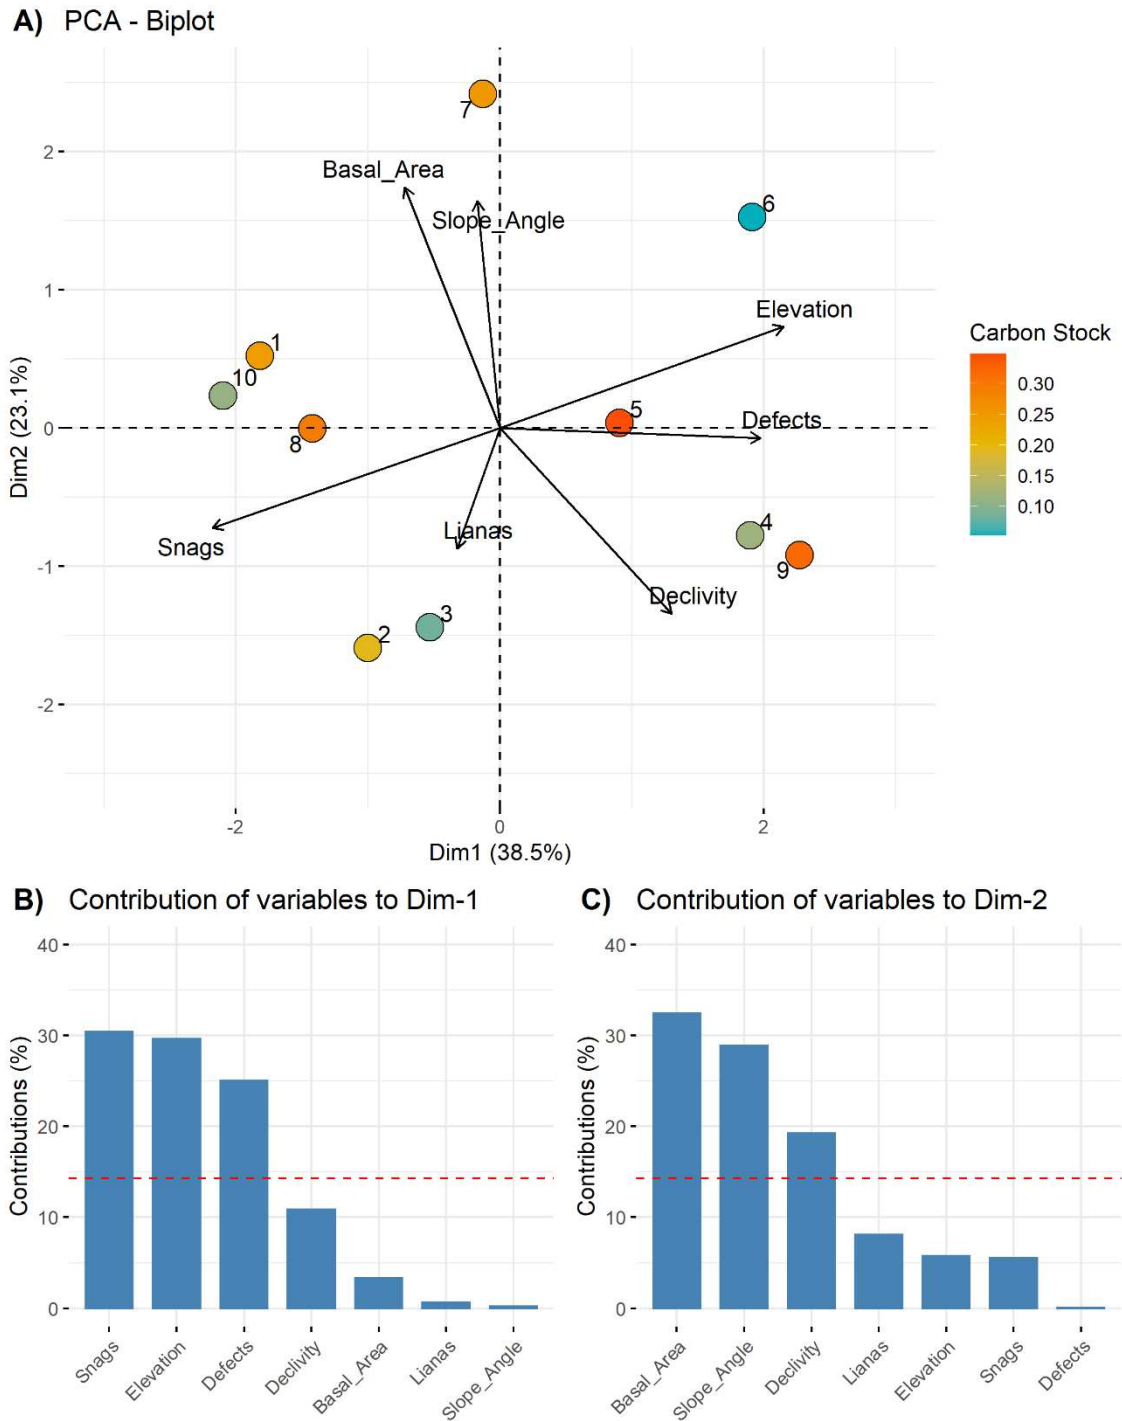 A) PCA - Biplot
7
Basal_Area
Slope_Angle
6
Elevation
1
10
8
5
Defects
Snags
Lianas
4
9
Declivity
3
2
2
1
0
-1
-2
Dim2 (23.1%)
-2
0
2
Dim1 (38.5%)
Carbon Stock
0.30
0.25
0.20
0.15
0.10
B) Contribution of variables to Dim-1
40
30
20
10
0
Contributions (%)
Snags
Elevation
Defects
Declivity
Basal_Area
Lianas
Slope_Angle
C) Contribution of variables to Dim-2
40
30
20
10
0
Contributions (%)
Basal_Area
Slope_Angle
Declivity
Lianas
Elevation
Snags
Defects